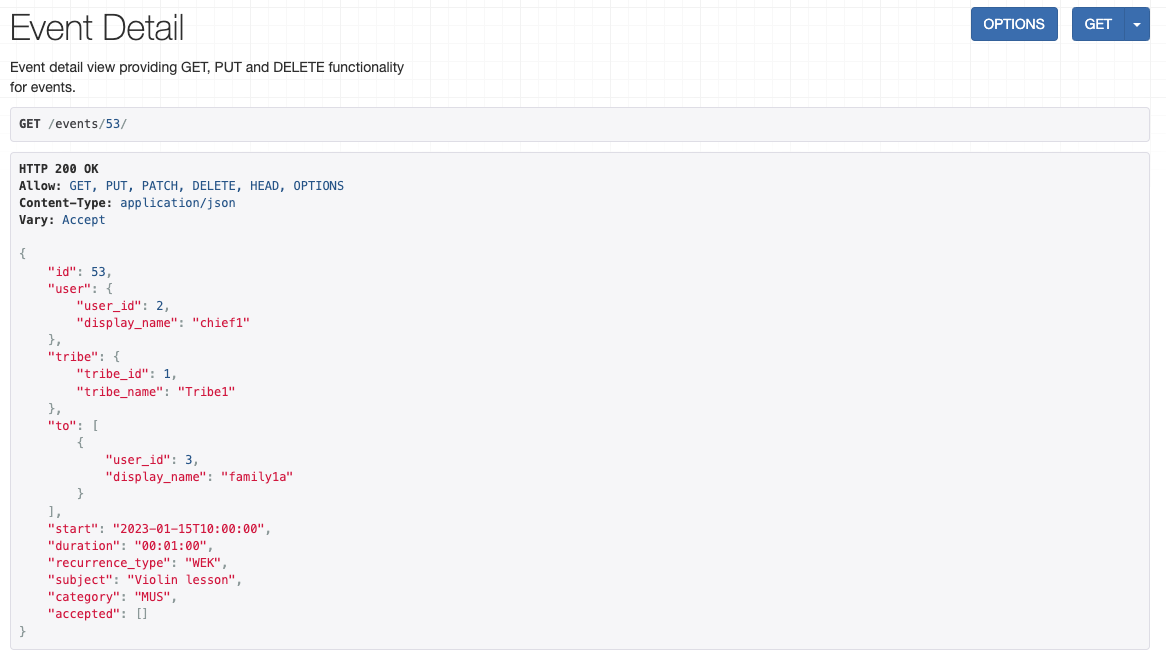 Event Detail
OPTIONS
GET
Event detail view providing GET, PUT and DELETE functionality
for events.
GET /events/53/
HTTP 200 OK
Allow: GET, PUT, PATCH, DELETE, HEAD, OPTIONS
Content-Type: application/json
Vary: Accept
{
    "id": 53,
    "user": {
        "user_id": 2,
        "display_name": "chief1"
    },
    "tribe": {
        "tribe_id": 1,
        "tribe_name": "Tribe1"
    },
    "to": [
        {
            "user_id": 3,
            "display_name": "family1a"
        }
    ],
    "start": "2023-01-15T10:00:00",
    "duration": "00:01:00",
    "recurrence_type": "WEK",
    "subject": "Violin lesson",
    "category": "MUS",
    "accepted": []
}